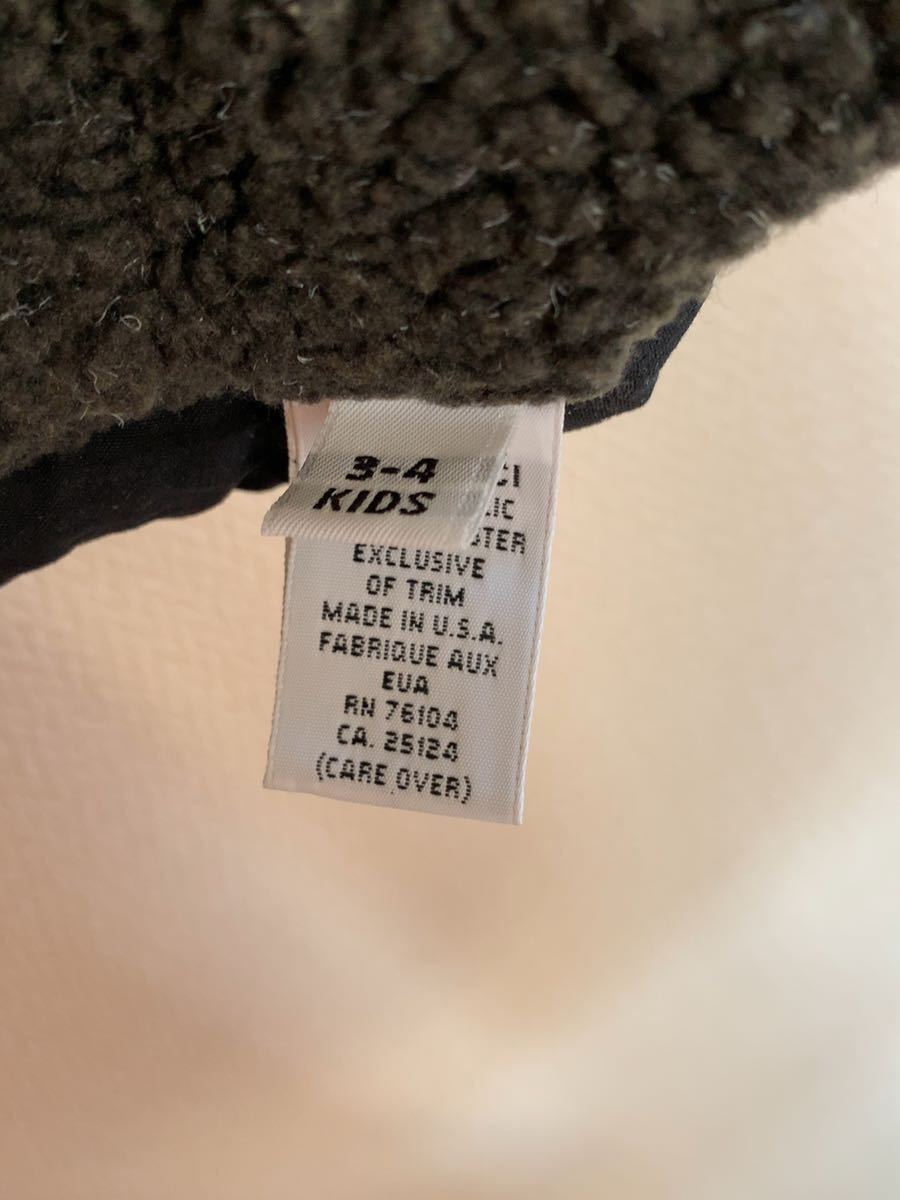 3-4
KIDS
EXCLUSIVE
OF TRIM
MADE IN U.S.A.
FABRIQUE AUX
EUA
RN 76104
CA. 25124
(CARE OVER)